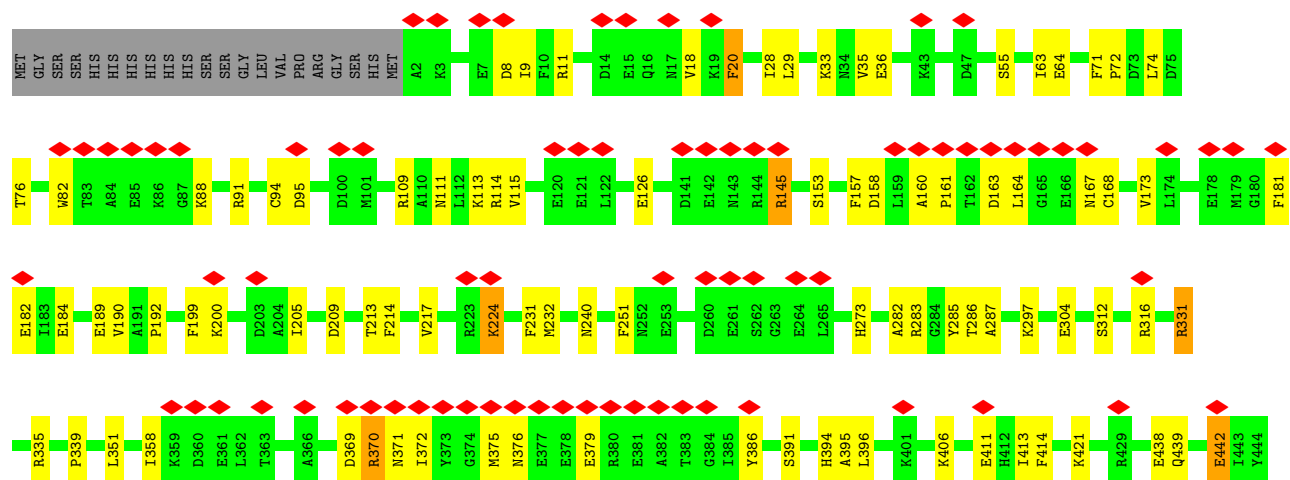 MET GLY SER SER HIS HIS HIS HIS HIS HIS SER SER GLY LEU VAL PRO ARG GLY SER HIS MET A2 K3 E7 D8 I9 F10 R11 D14 E15 Q16 N17 V18 K19 F20 I28 L29 K33 N34 V35 E36 K43 D47 S55 I63 E64 F71 P72 D73 L74 D75
T76 W82 T83 A84 E85 K86 G87 K88 R91 C94 D95 D100 M101 R109 A110 N111 L112 K113 R114 V115 E120 E121 L122 E126 D141 E142 N143 R144 R145 S153 F157 D158 L159 A160 P161 T162 D163 L164 G165 E166 N167 C168 V173 L174 E178 M179 G180 F181
E182 I183 E184 E189 V190 A191 P192 F199 K200 D203 A204 I205 D209 T213 F214 V217 R223 K224 F231 M232 N240 F251 N252 E253 D260 E261 S262 G263 E264 L265 H273 A282 R283 G284 Y285 T286 A287 K297 E304 S312 R316 R331
R335 P339 L351 I358 K359 D360 E361 L362 T363 A366 D369 R370 N371 I372 Y373 G374 M375 N376 E377 E378 E379 R380 E381 A382 T383 G384 I385 Y386 S391 H394 A395 L396 K401 K406 E411 H412 I413 F414 K421 R429 E438 Q439 E442 I443 Y444